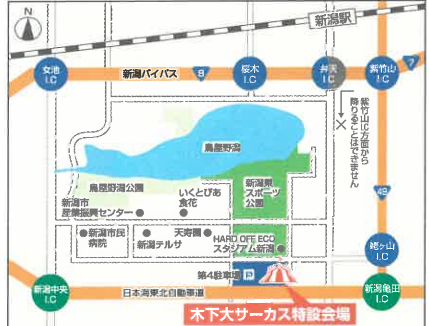 N
新潟駅
女池
I.C
新潟バイパス
8
桜木
I.C
弁天
I.C
紫竹山
I.C
7
紫竹山IC方面から
降りることはできません
鳥屋野潟
49
鳥屋野潟公園
いくとぴあ
食花
新潟県
スポーツ
公園
新潟市
産業振興センター
新潟市民
病院
新潟テルサ
天寿園
HARD OFF ECO
スタジアム新潟
姥ヶ山
I.C
第4駐車場
P
新潟中央
I.C
日本海東北自動車道
新潟亀田
I.C
木下大サーカス特設会場